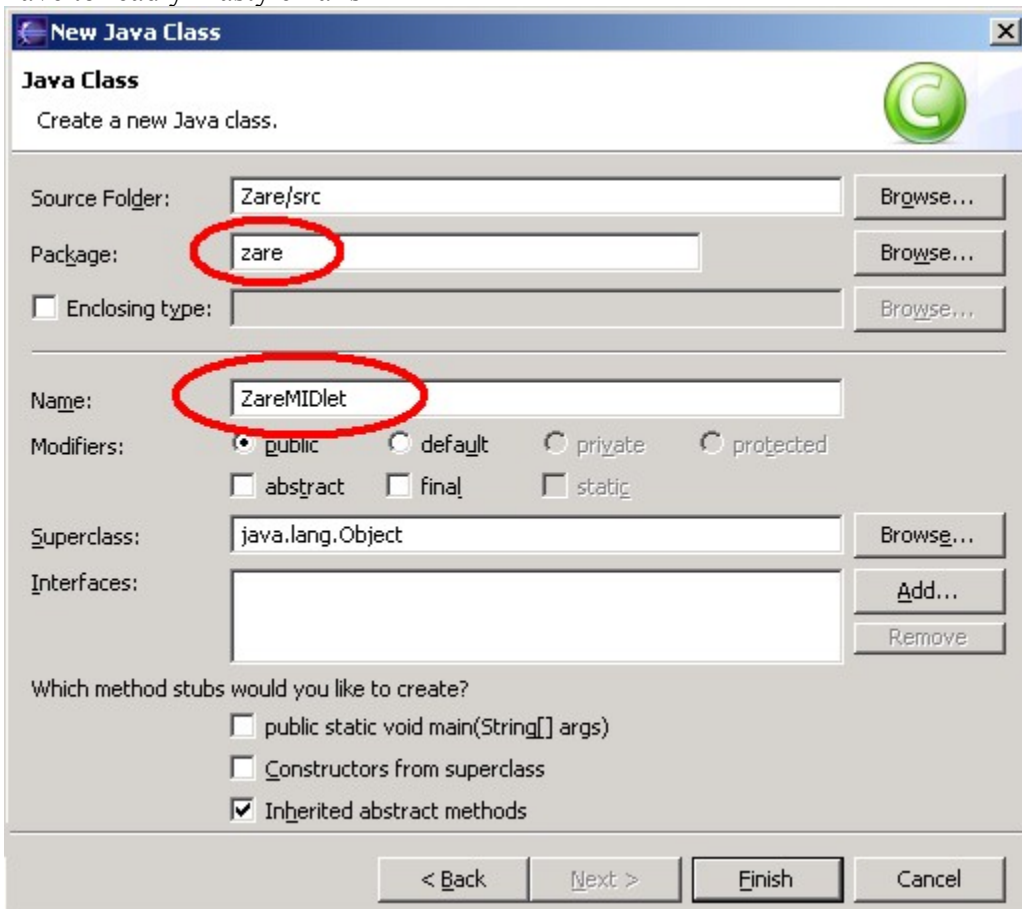 New Java Class
Java Class
Create a new Java class.
Source Folder: Zare/src Browse...
Package: zare Browse...
Enclosing type: Browse...
Name: ZareMIDlet
Modifiers: public default private protected
abstract final static
Superclass: java.lang.Object Browse...
Interfaces: Add...
Remove
Which method stubs would you like to create?
public static void main(String[] args)
Constructors from superclass
Inherited abstract methods
< Back Next > Finish Cancel